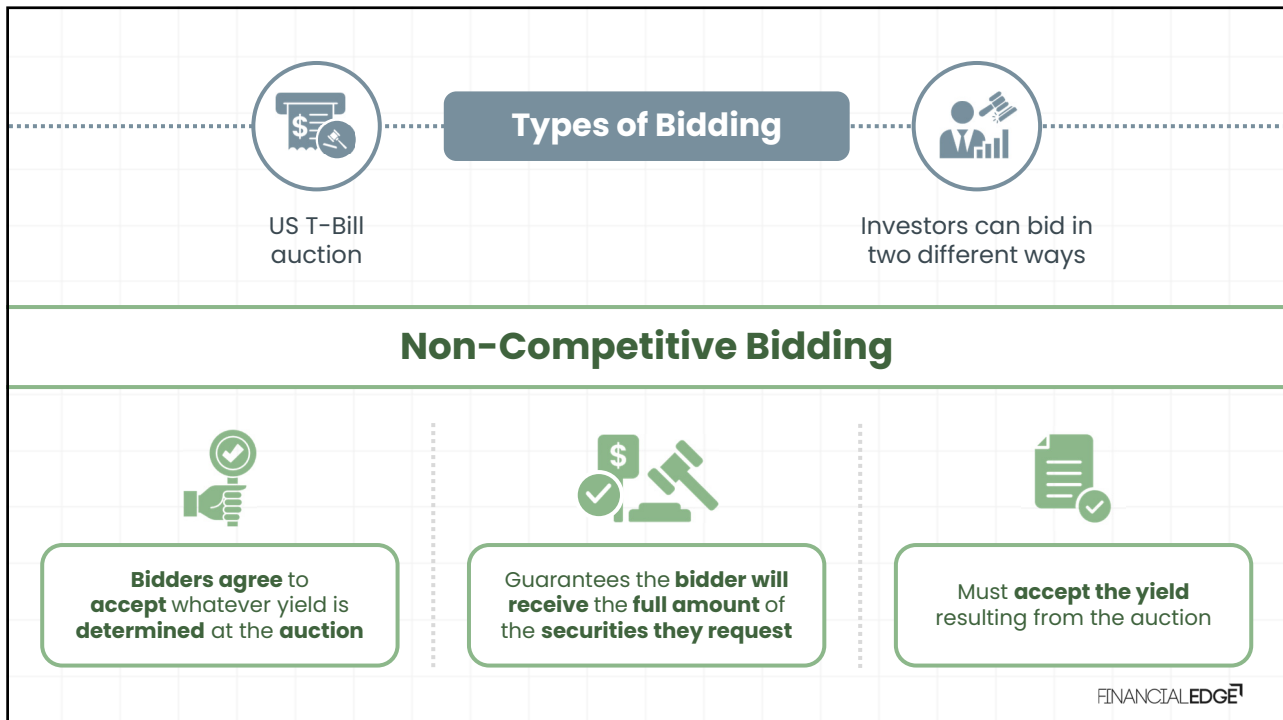 Types of Bidding
$
US T-Bill
auction
Investors can bid in
two different ways
Non-Competitive Bidding
$
Bidders agree to
accept whatever yield is
determined at the auction
Guarantees the bidder will
receive the full amount of
the securities they request
Must accept the yield
resulting from the auction
FINANCIALEDGE